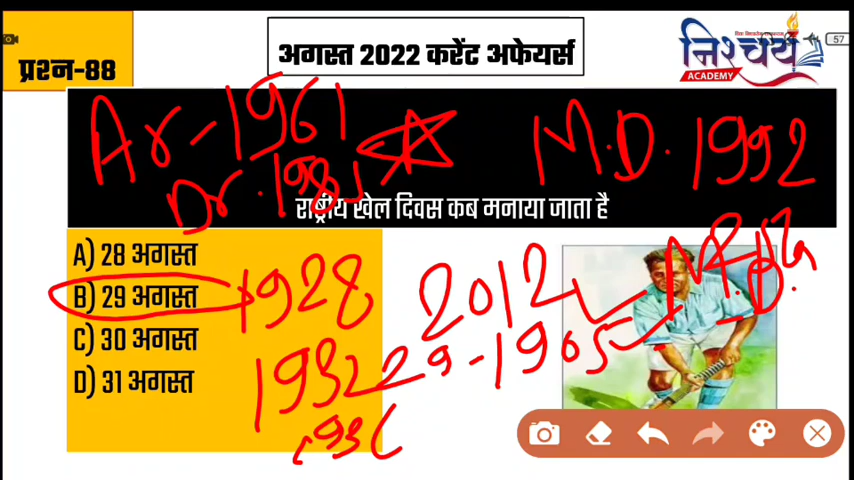 प्रश्न-88
अगस्त 2022 करेंट अफेयर्स
निश्चय
ACADEMY
57
Ar-1961
Dr. 1981
M.D. 1992
राष्ट्रीय खेल दिवस कब मनाया जाता है
A) 28 अगस्त
B) 29 अगस्त
C) 30 अगस्त
D) 31 अगस्त
1928
1932
1936
2012
29-1905